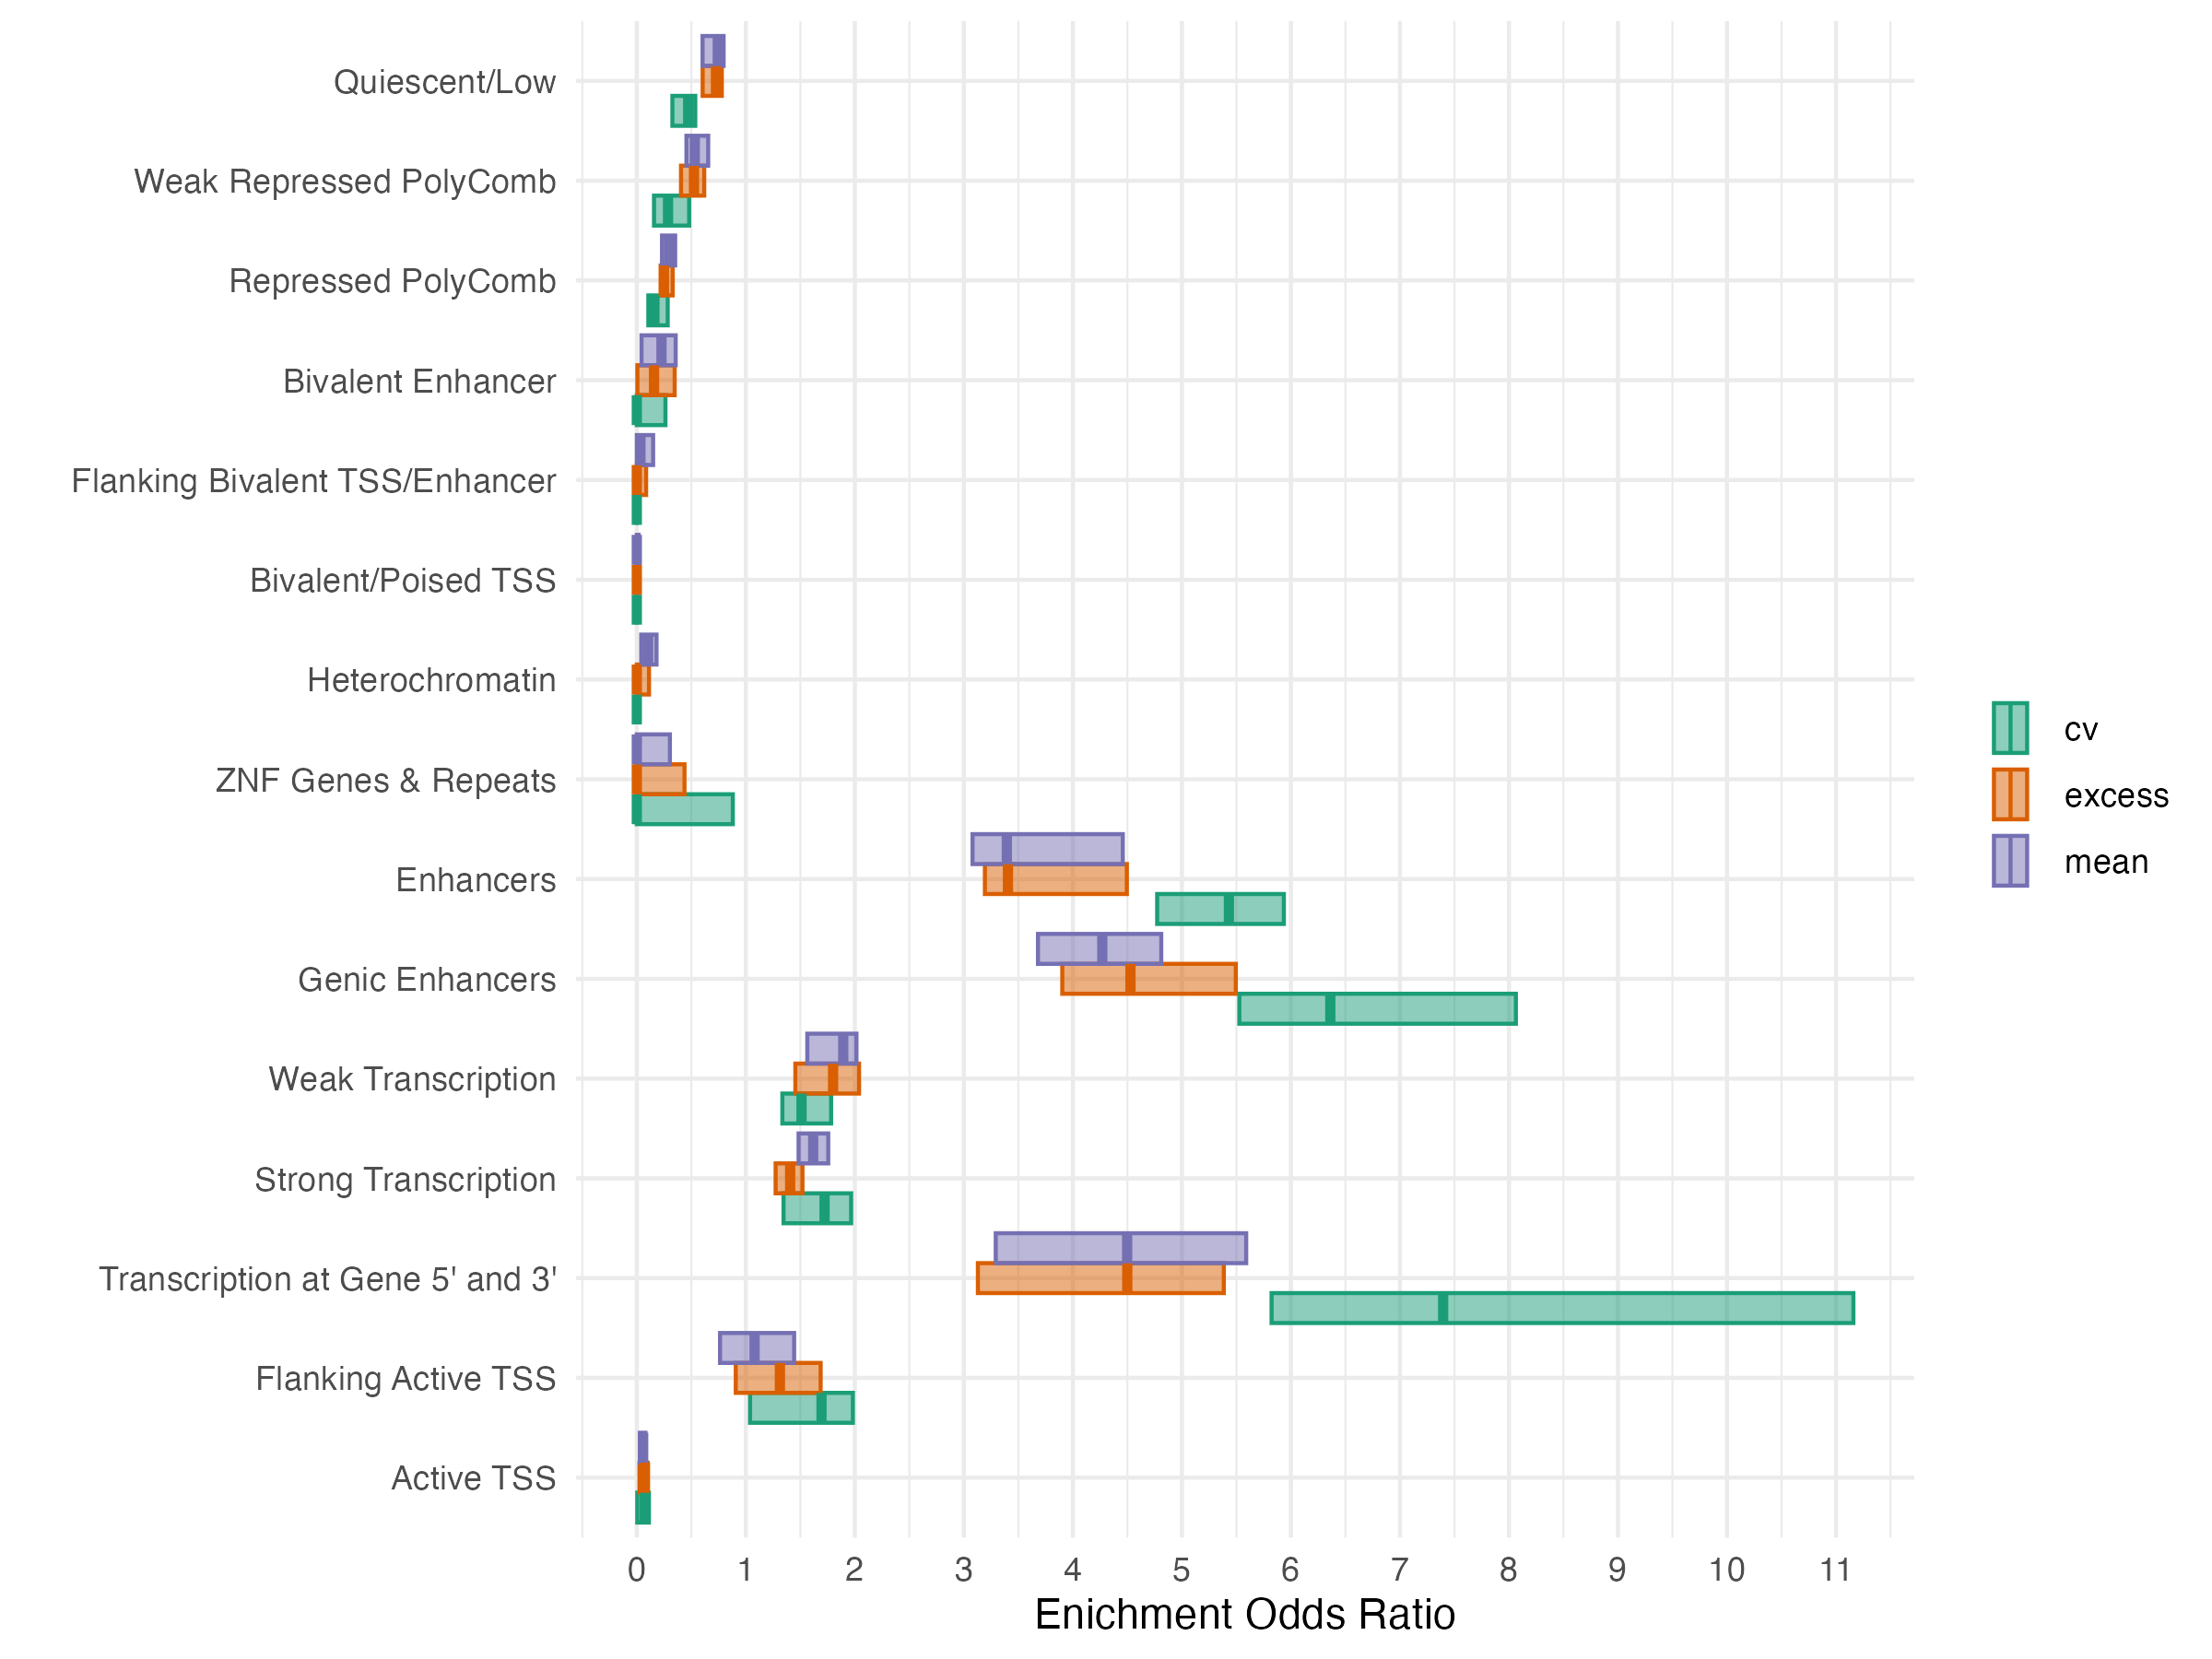 Quiescent/Low
Weak Repressed PolyComb
Repressed PolyComb
Bivalent Enhancer
Flanking Bivalent TSS/Enhancer
Bivalent/Poised TSS
Heterochromatin
ZNF Genes & Repeats
Enhancers
Genic Enhancers
Weak Transcription
Strong Transcription
Transcription at Gene 5' and 3'
Flanking Active TSS
Active TSS
0 1 2 3 4 5 6 7 8 9 10 11
Enichment Odds Ratio
cv
excess
mean